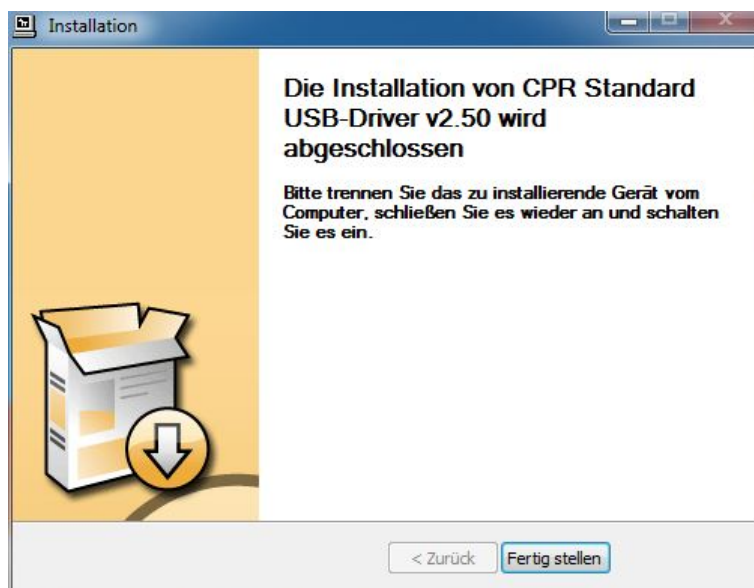 Installation
Die Installation von CPR Standard
USB-Driver v2.50 wird
abgeschlossen
Bitte trennen Sie das zu installierende Gerät vom
Computer, schließen Sie es wieder an und schalten
Sie es ein.
< Zurück Fertig stellen